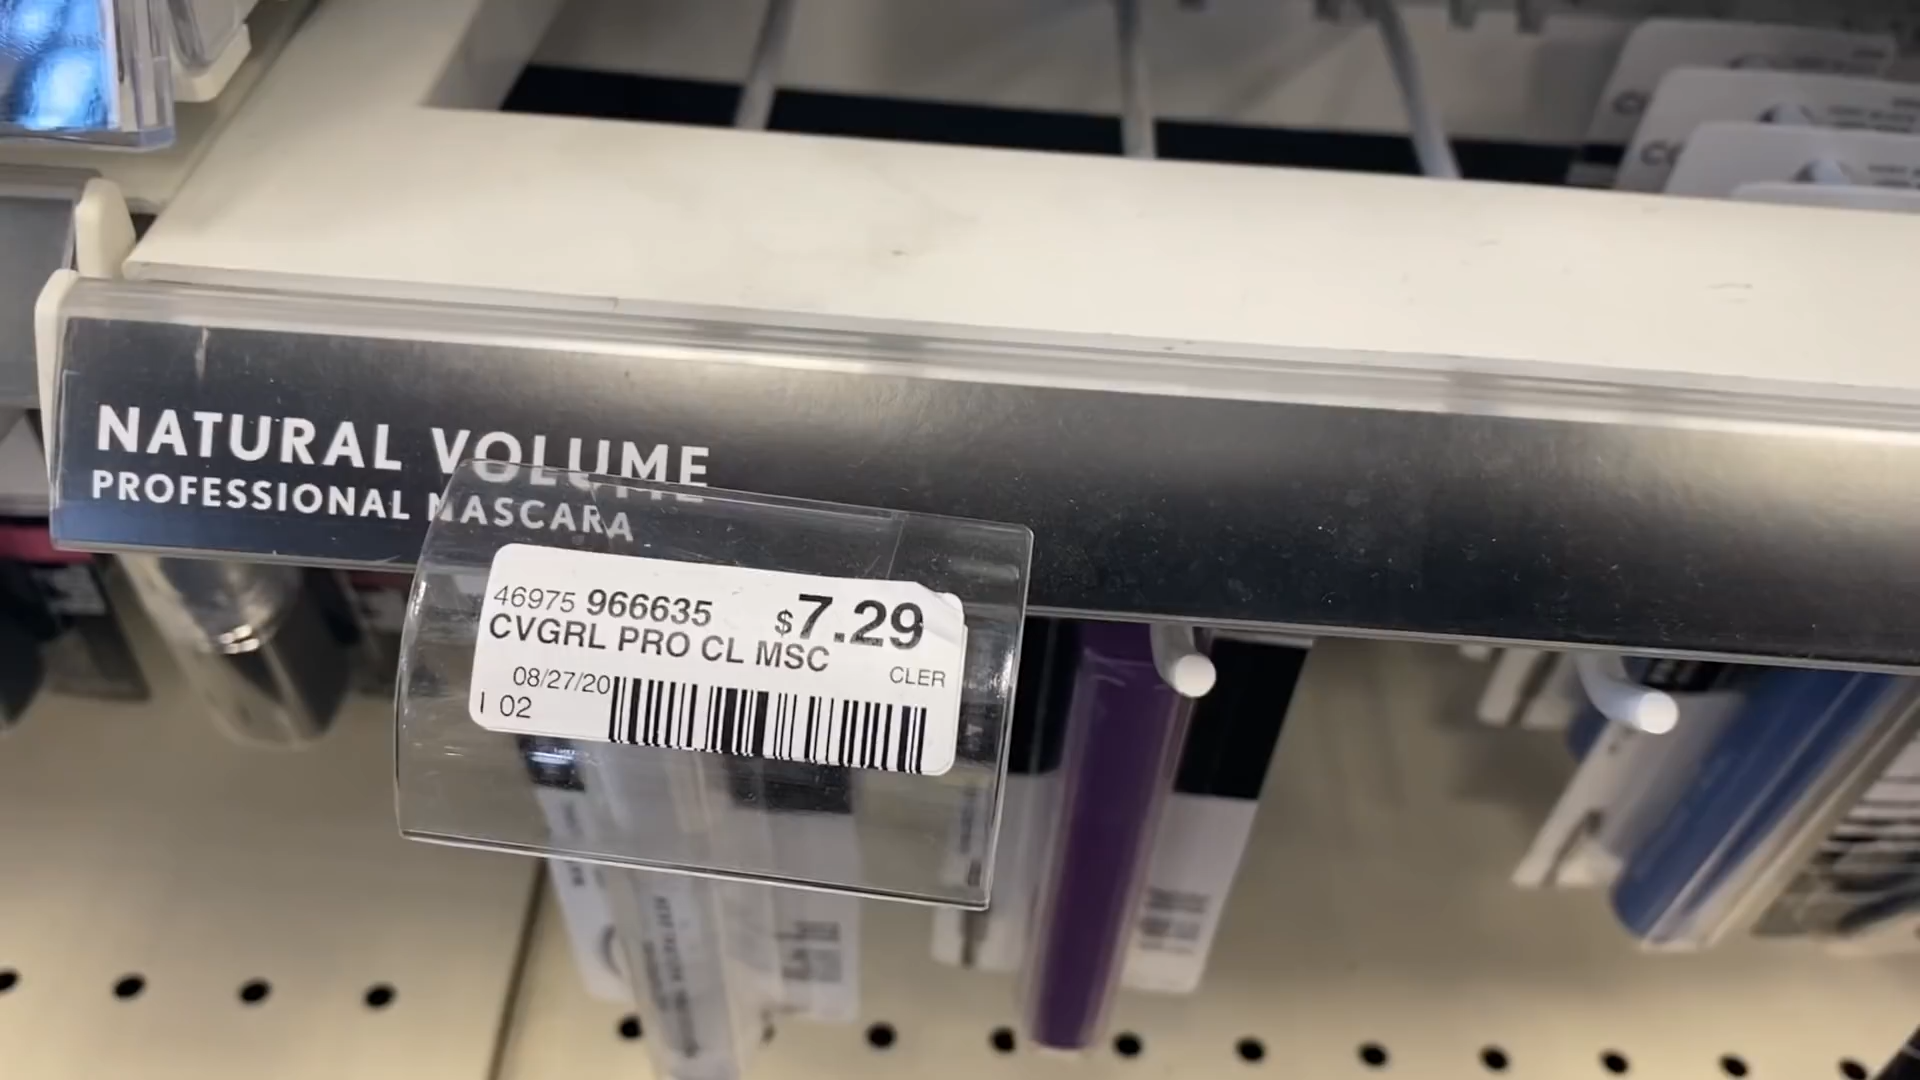 NATURAL VOLUME
PROFESSIONAL MASCARA
46975 966635 $7.29
CVGRL PRO CL MSC
CLER
08/27/20
I 02